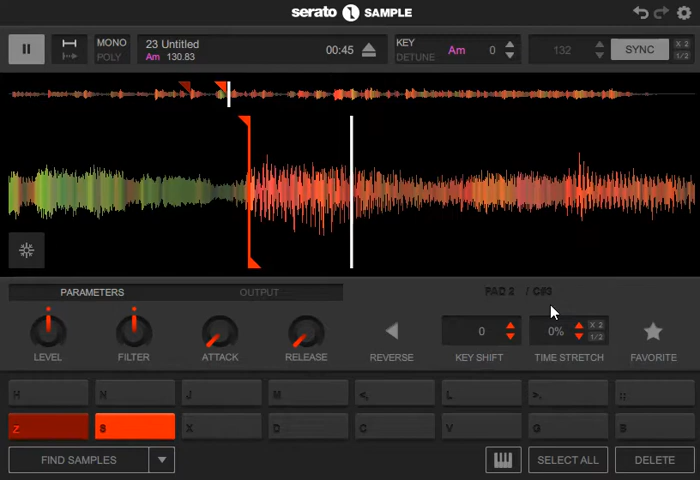 serato SAMPLE
MONO
POLY
23 Untitled
Am 130.83
00:45
KEY
DETUNE
Am
0
132
SYNC
X 2
1/2
PARAMETERS
OUTPUT
PAD 2 / C#3
0
0%
X 2
1/2
LEVEL
FILTER
ATTACK
RELEASE
REVERSE
KEY SHIFT
TIME STRETCH
FAVORITE
H
N
J
M
<,
L
>.
:;
Z
S
X
D
C
V
G
B
FIND SAMPLES
SELECT ALL
DELETE